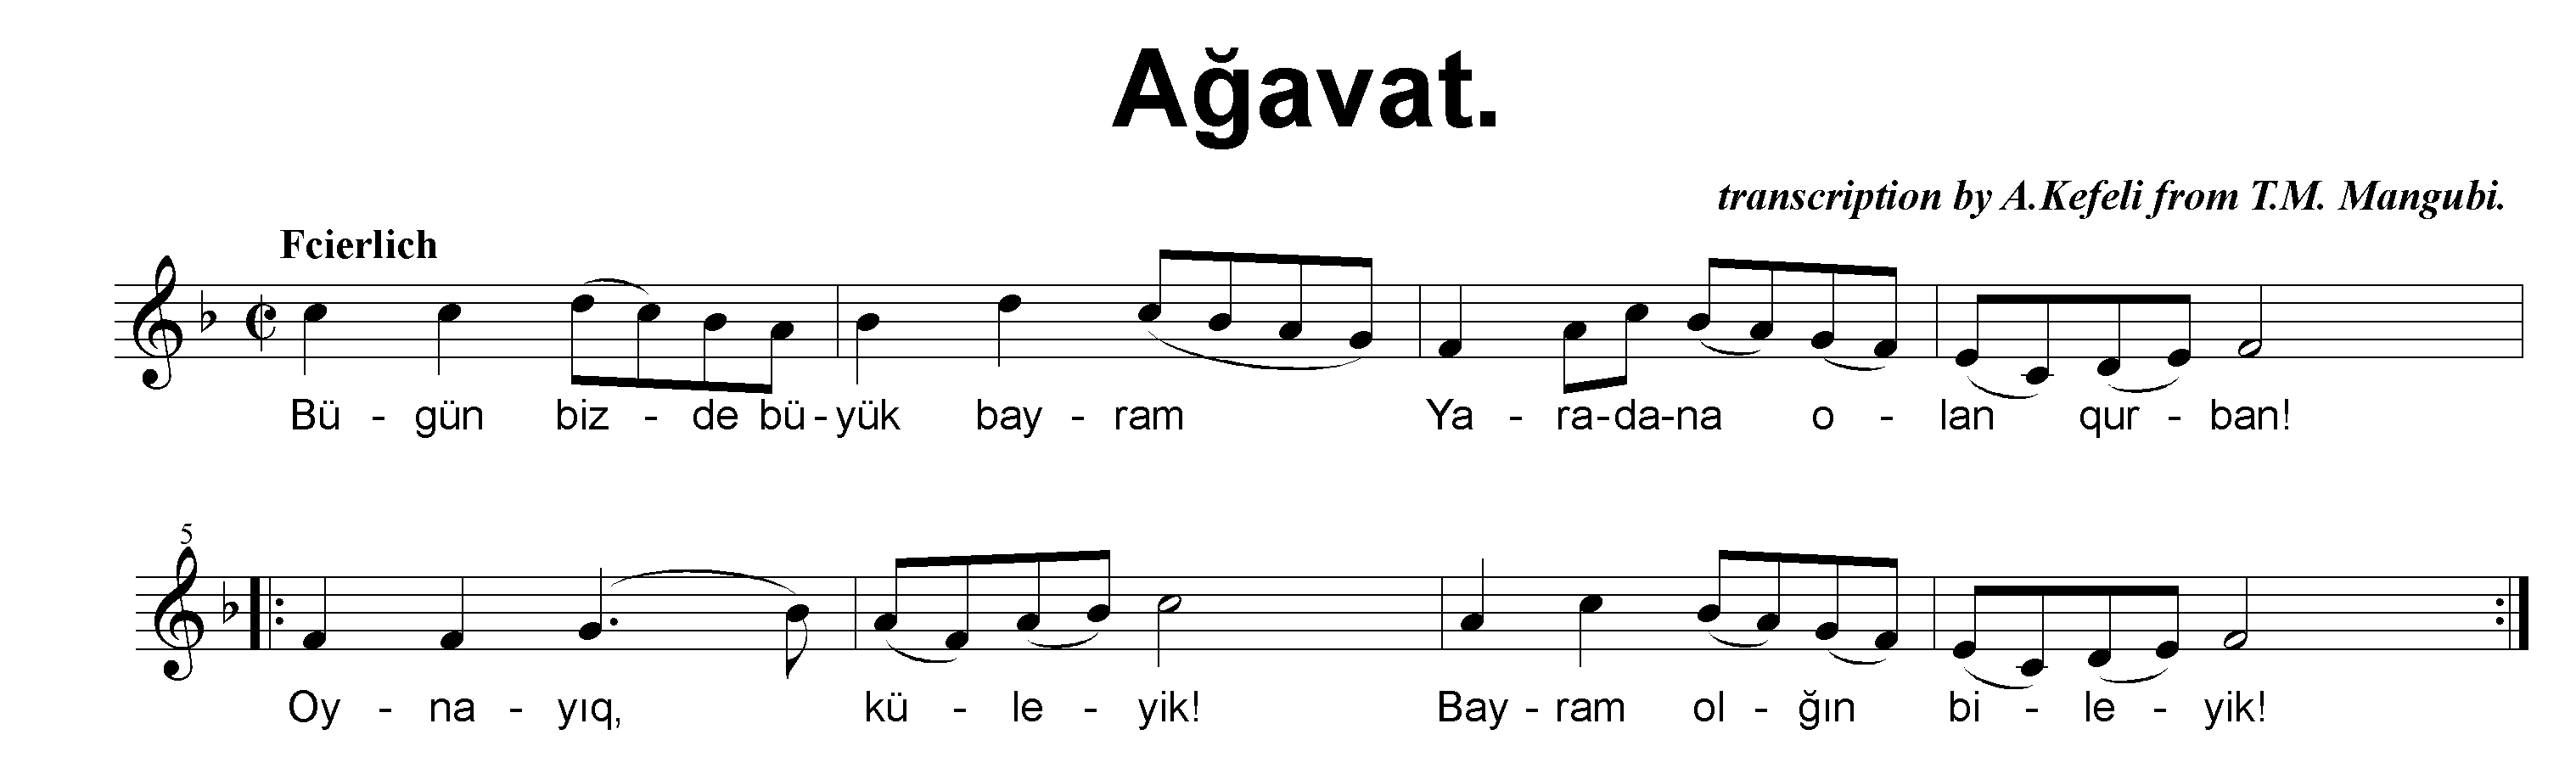 Ağavat.
transcription by A.Kefeli from T.M. Mangubi.
Fcierlich
Bü - gün biz - de bü - yük bay - ram Ya - ra - da - na o - lan qur - ban!
5
Oy - na - yıq, kü - le - yik! Bay - ram ol - ğın bi - le - yik!